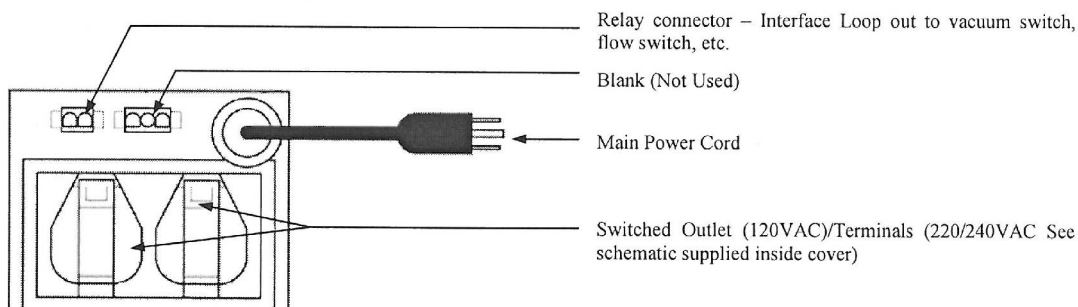 Relay connector – Interface Loop out to vacuum switch,
flow switch, etc.
Blank (Not Used)
Main Power Cord
Switched Outlet (120VAC)/Terminals (220/240VAC See
schematic supplied inside cover)